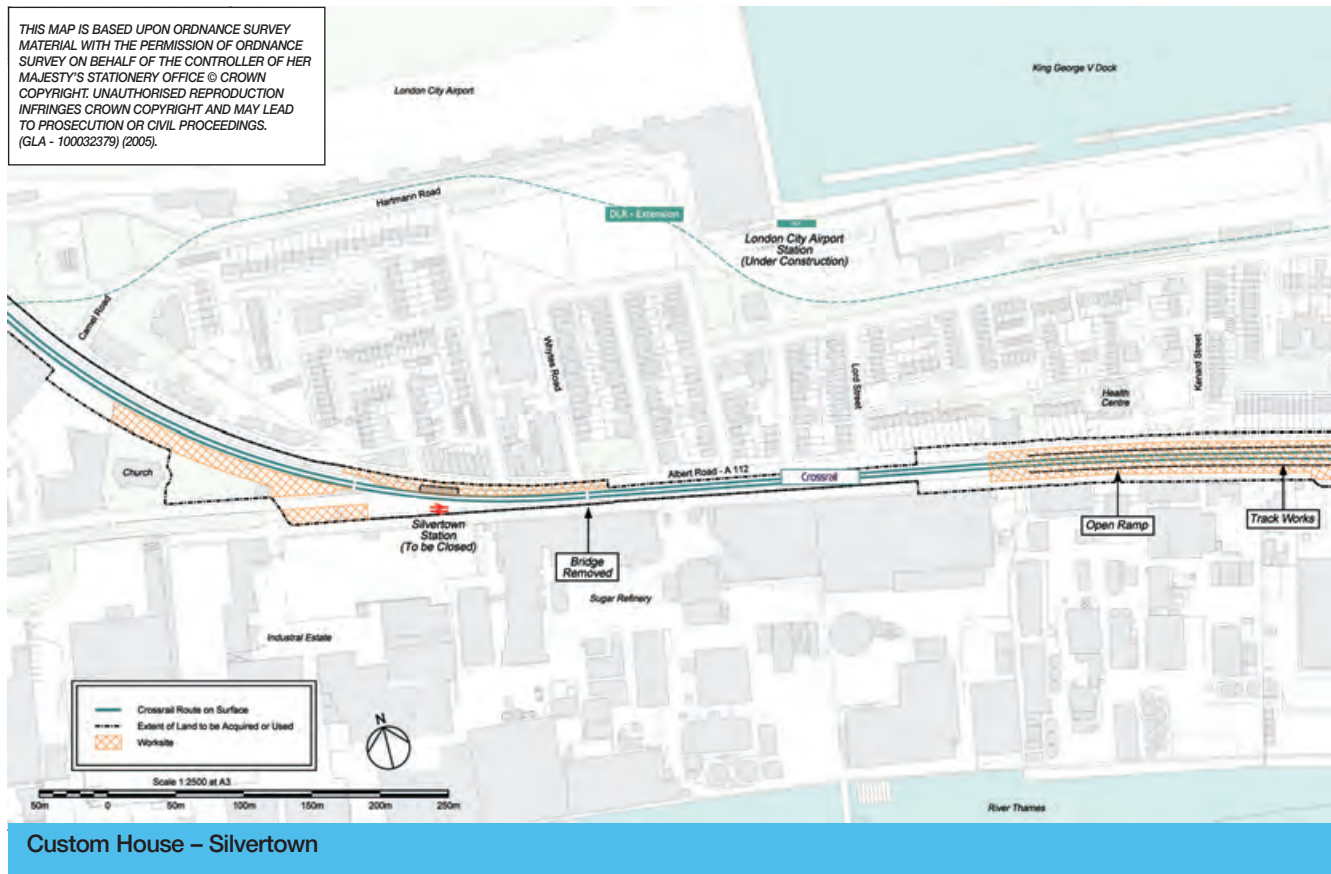 THIS MAP IS BASED UPON ORDNANCE SURVEY
MATERIAL WITH THE PERMISSION OF ORDNANCE
SURVEY ON BEHALF OF THE CONTROLLER OF HER
MAJESTY'S STATIONERY OFFICE © CROWN
COPYRIGHT. UNAUTHORISED REPRODUCTION
INFRINGES CROWN COPYRIGHT AND MAY LEAD
TO PROSECUTION OR CIVIL PROCEEDINGS.
(GLA - 100032379) (2005).
London City Airport
King George V Dock
Hartmann Road
DLR - Extension
London City Airport
Station
(Under Construction)
Camel Road
Whytes Road
Lord Street
Kenard Street
Health
Centre
Church
Albert Road - A 112
Crossrail
Silvertown
Station
(To be Closed)
Bridge
Removed
Open Ramp
Track Works
Sugar Refinery
Industrial Estate
Crossrail Route on Surface
Extent of Land to be Acquired or Used
Worksite
N
Scale 1:2500 at A3
50m 0 50m 100m 150m 200m 250m
River Thames
Custom House – Silvertown